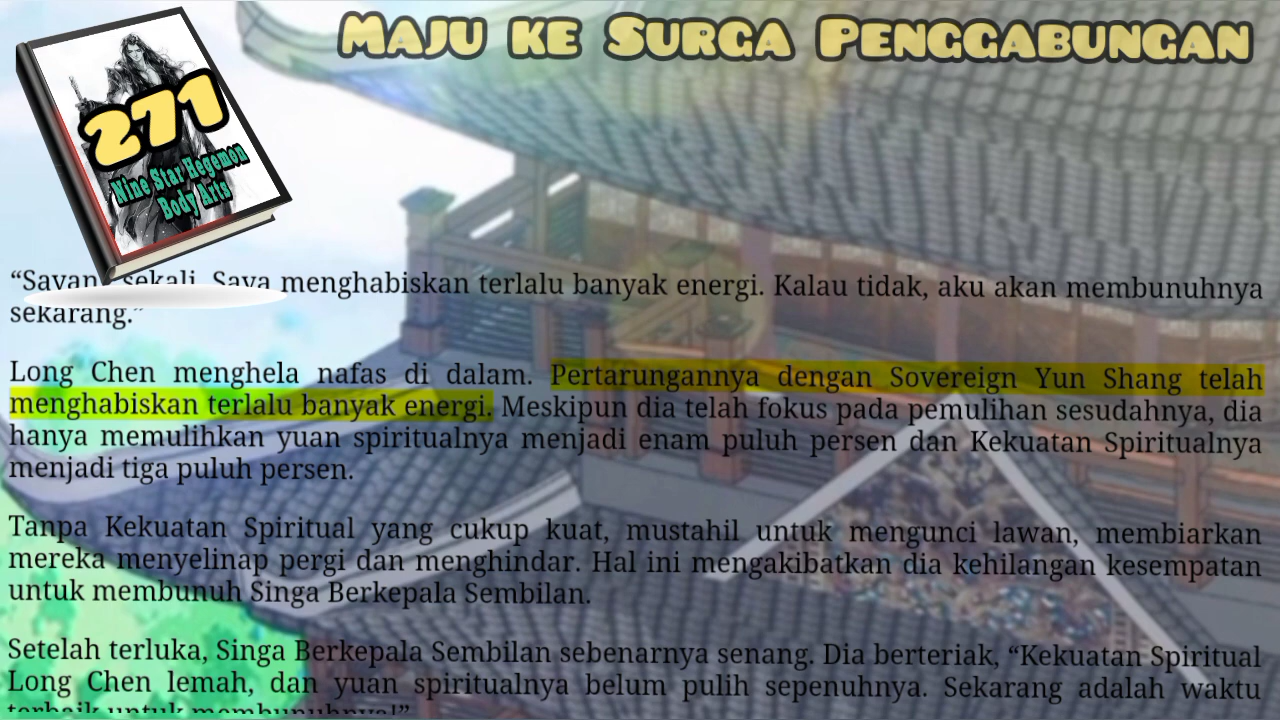 Maju ke Surga Penggabungan
271
Nine Star Hegemon
Body Arts
“Sayang sekali. Saya menghabiskan terlalu banyak energi. Kalau tidak, aku akan membunuhnya
sekarang.”
Long Chen menghela nafas di dalam. Pertarungannya dengan Sovereign Yun Shang telah
menghabiskan terlalu banyak energi. Meskipun dia telah fokus pada pemulihan sesudahnya, dia
hanya memulihkan yuan spiritualnya menjadi enam puluh persen dan Kekuatan Spiritualnya
menjadi tiga puluh persen.
Tanpa Kekuatan Spiritual yang cukup kuat, mustahil untuk mengunci lawan, membiarkan
mereka menyelinap pergi dan menghindar. Hal ini mengakibatkan dia kehilangan kesempatan
untuk membunuh Singa Berkepala Sembilan.
Setelah terluka, Singa Berkepala Sembilan sebenarnya senang. Dia berteriak, “Kekuatan Spiritual
Long Chen lemah, dan yuan spiritualnya belum pulih sepenuhnya. Sekarang adalah waktu
terbaik untuk membunuhnya!”